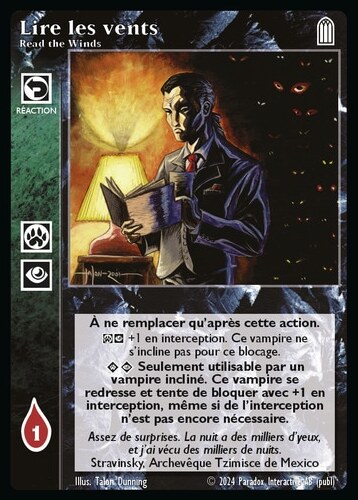 Lire les vents
Read the Winds
REACTION
À ne remplacer qu'après cette action.
+1 en interception. Ce vampire ne
s'incline pas pour ce blocage.
Seulement utilisable par un
vampire incliné. Ce vampire se
redresse et tente de bloquer avec +1 en
interception, même si de l'interception
n'est pas encore nécessaire.
Assez de surprises. La nuit a des milliers d'yeux,
et j'ai vécu des milliers de nuits.
Stravinsky, Archevêque Tzimisce de Mexico
1
Illus. Talon Dunning
© 2024 Paradox Interactive AB (publ)